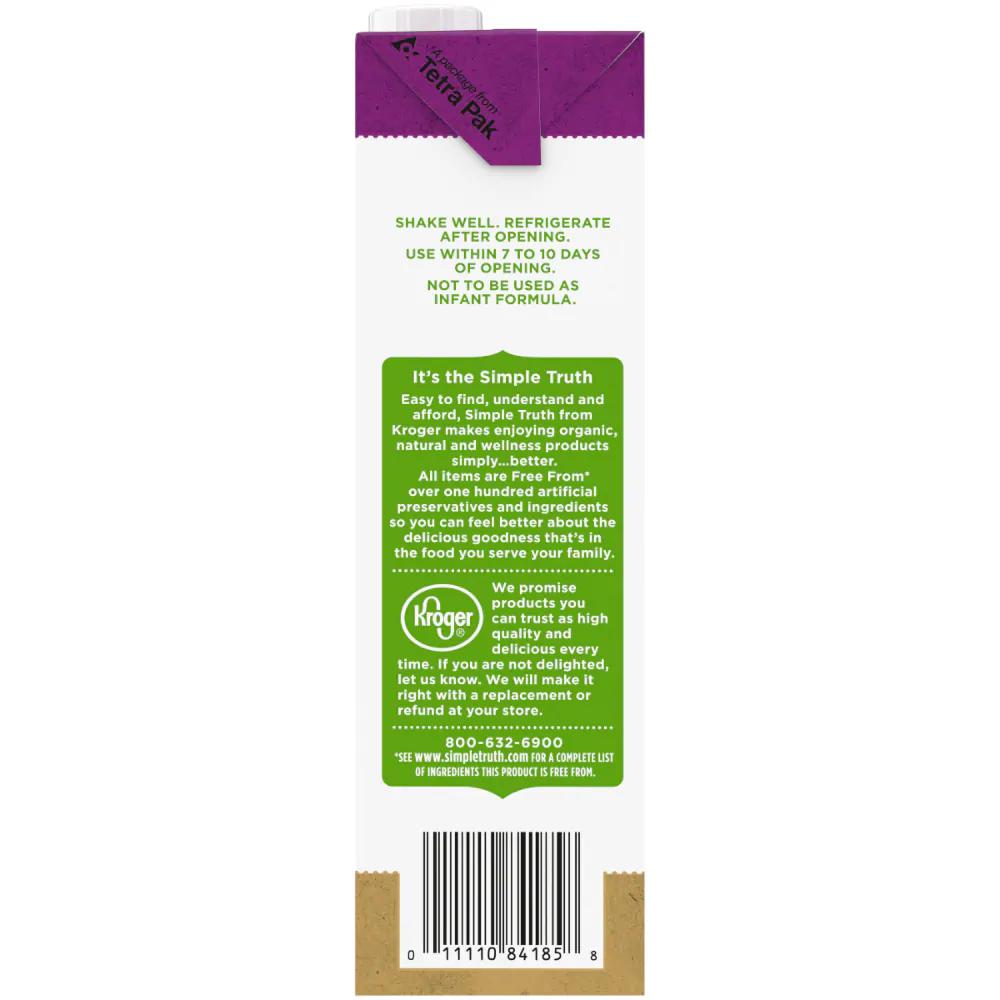 A package from
Tetra Pak
SHAKE WELL. REFRIGERATE
AFTER OPENING.
USE WITHIN 7 TO 10 DAYS
OF OPENING.
NOT TO BE USED AS
INFANT FORMULA.
It's the Simple Truth
Easy to find, understand and
afford, Simple Truth from
Kroger makes enjoying organic,
natural and wellness products
simply...better.
All items are Free From*
over one hundred artificial
preservatives and ingredients
so you can feel better about the
delicious goodness that's in
the food you serve your family.
Kroger®
We promise
products you
can trust as high
quality and
delicious every
time. If you are not delighted,
let us know. We will make it
right with a replacement or
refund at your store.
800-632-6900
*SEE www.simpletruth.com FOR A COMPLETE LIST
OF INGREDIENTS THIS PRODUCT IS FREE FROM.
0 11110 84185 8